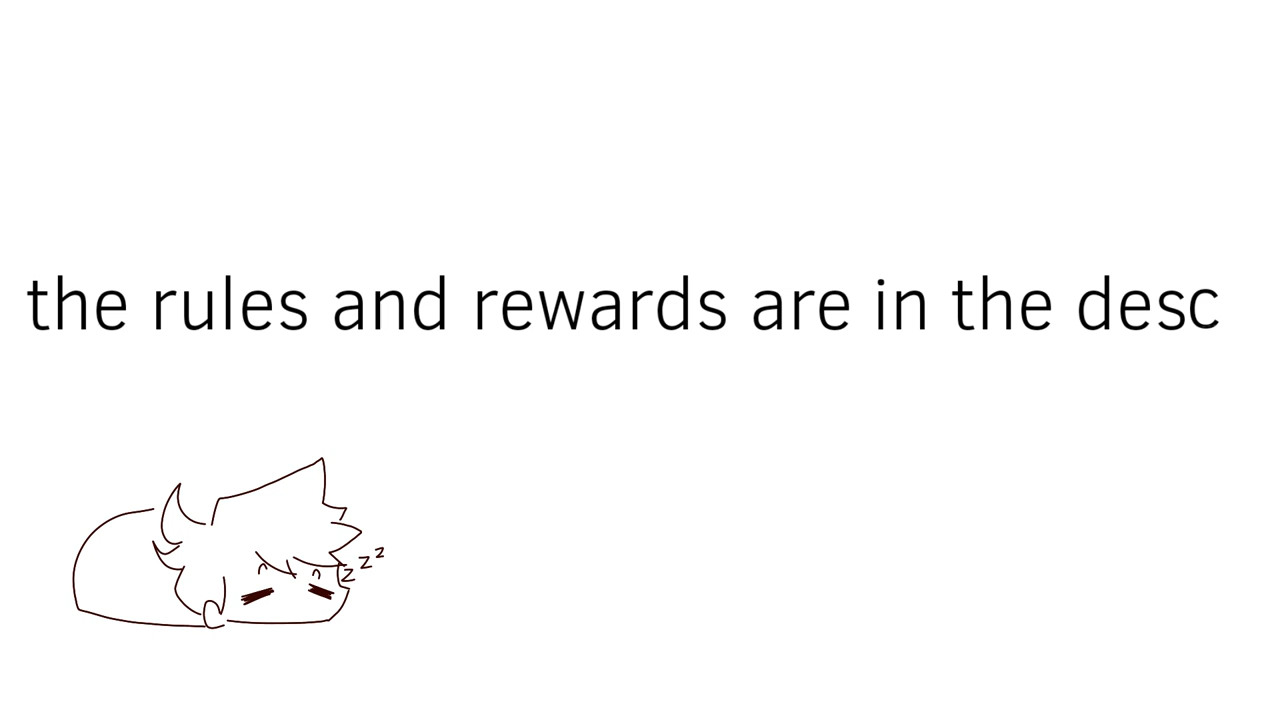 the rules and rewards are in the desc
z z z